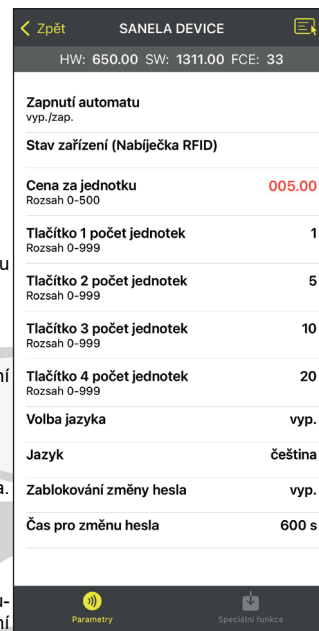 Zpět SANELA DEVICE
HW: 650.00 SW: 1311.00 FCE: 33
Zapnutí automatu
vyp./zap.
Stav zařízení (Nabíječka RFID)
Cena za jednotku 005.00
Rozsah 0-500
Tlačítko 1 počet jednotek 1
Rozsah 0-999
Tlačítko 2 počet jednotek 5
Rozsah 0-999
Tlačítko 3 počet jednotek 10
Rozsah 0-999
Tlačítko 4 počet jednotek 20
Rozsah 0-999
Volba jazyka vyp.
Jazyk čeština
Zablokování změny hesla vyp.
Čas pro změnu hesla 600 s
Parametry Speciální funkce